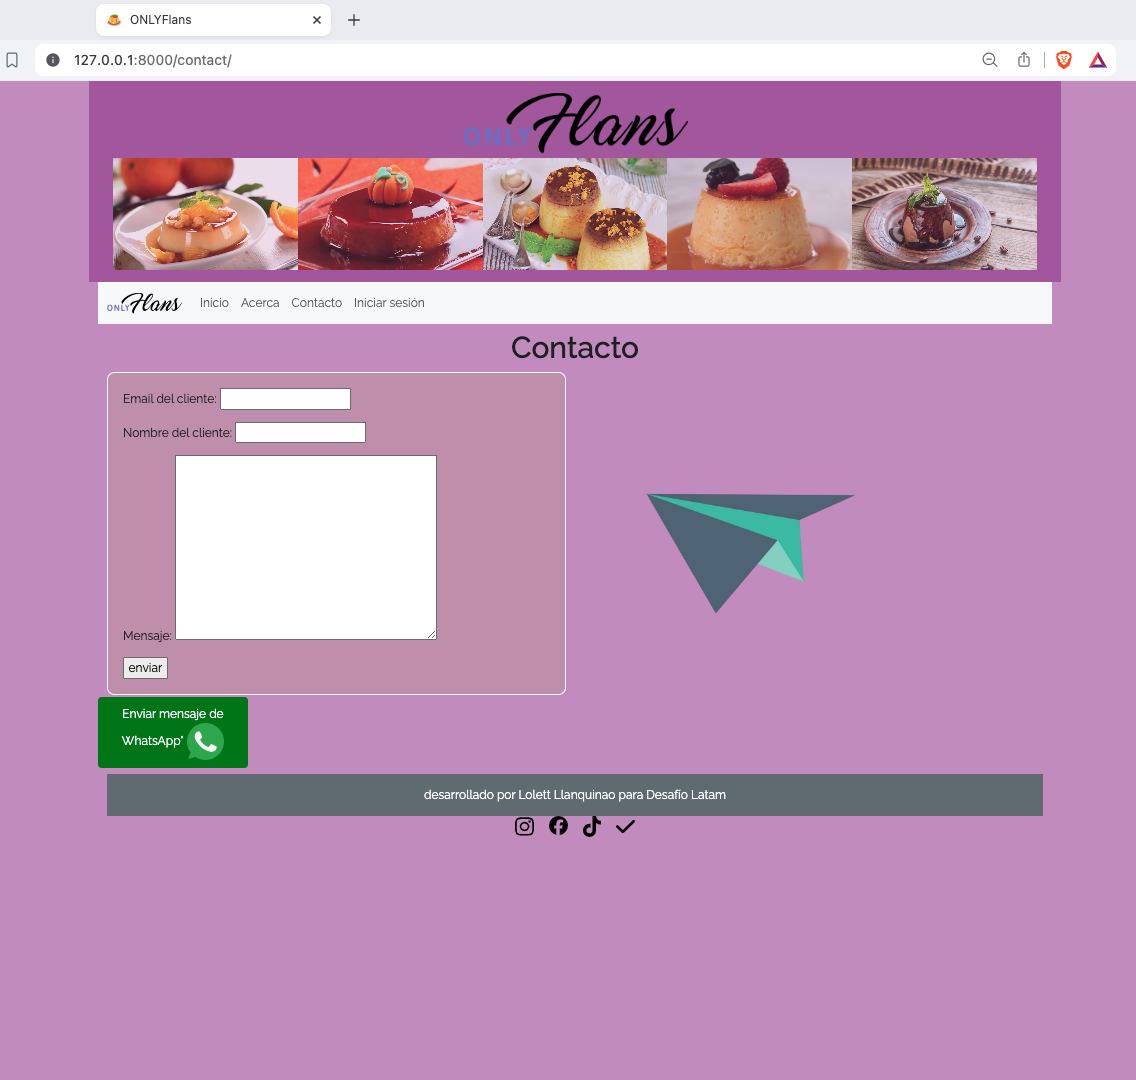 ONLYFlans
127.0.0.1:8000/contact/
ONLY Flans
ONLY Flans Inicio Acerca Contacto Iniciar sesión
Contacto
Email del cliente:
Nombre del cliente:
Mensaje:
enviar
Enviar mensaje de
WhatsApp"
desarrollado por Lolett Llanquinao para Desafío Latam